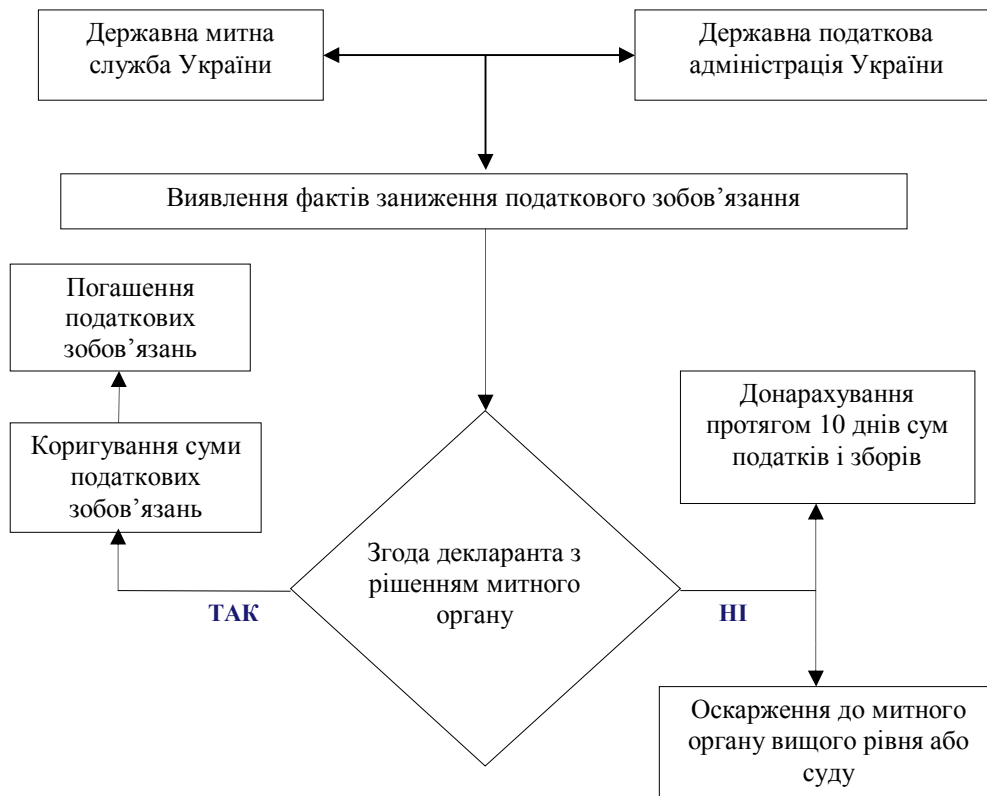 Державна митна
служба України
Державна податкова
адміністрація України
Виявлення фактів заниження податкового зобов’язання
Погашення
податкових
зобов’язань
Коригування суми
податкових
зобов’язань
Донарахування
протягом 10 днів сум
податків і зборів
Згода декларанта з
рішенням митного
органу
ТАК
НІ
Оскарження до митного
органу вищого рівня або
суду